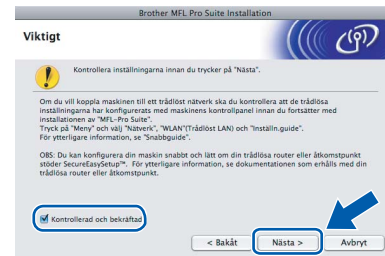 Brother MFL Pro Suite Installation
Viktigt
Kontrollera inställningarna innan du trycker på "Nästa".
Om du vill koppla maskinen till ett trådlöst nätverk ska du kontrollera att de trådlösa
inställningarna har konfigurerats med maskinens kontrollpanel innan du fortsätter med
installationen av "MFL-Pro Suite".
Tryck på "Meny" och välj "Nätverk", "WLAN"(Trådlöst LAN) och "Inställn.guide".
För ytterligare information, se "Snabbguide".
OBS: Du kan konfigurera din maskin snabbt och lätt om din trådlösa router eller åtkomstpunkt
stöder SecureEasySetup™. För ytterligare information, se dokumentationen som erhålls med din
trådlösa router eller åtkomstpunkt.
Kontrollerad och bekräftad
< Bakåt Nästa > Avbryt